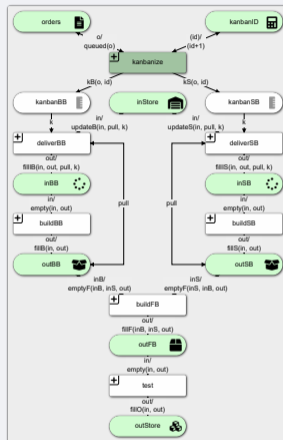 orders
kanbanID
o/
queued(o)
(id)/
(id+1)
kanbanize
kB(o, id)
kS(o, id)
kanbanBB
inStore
kanbanSB
k
in/
updateB(in, pull, k)
in/
updateS(in, pull, k)
k
deliverBB
deliverSB
out/
fillIB(in, out, pull, k)
out/
fillIS(in, out, pull, k)
inBB
inSB
in/
empty(in, out)
in/
empty(in, out)
pull
pull
buildBB
buildSB
out/
fillB(in, out)
out/
fillS(in, out)
outBB
outSB
inB/
emptyF(inB, inS, out)
inS/
emptyF(inS, inB, out)
buildFB
out/
fillF(inB, inS, out)
outFB
in/
empty(in, out)
test
out/
fillO(in, out)
outStore